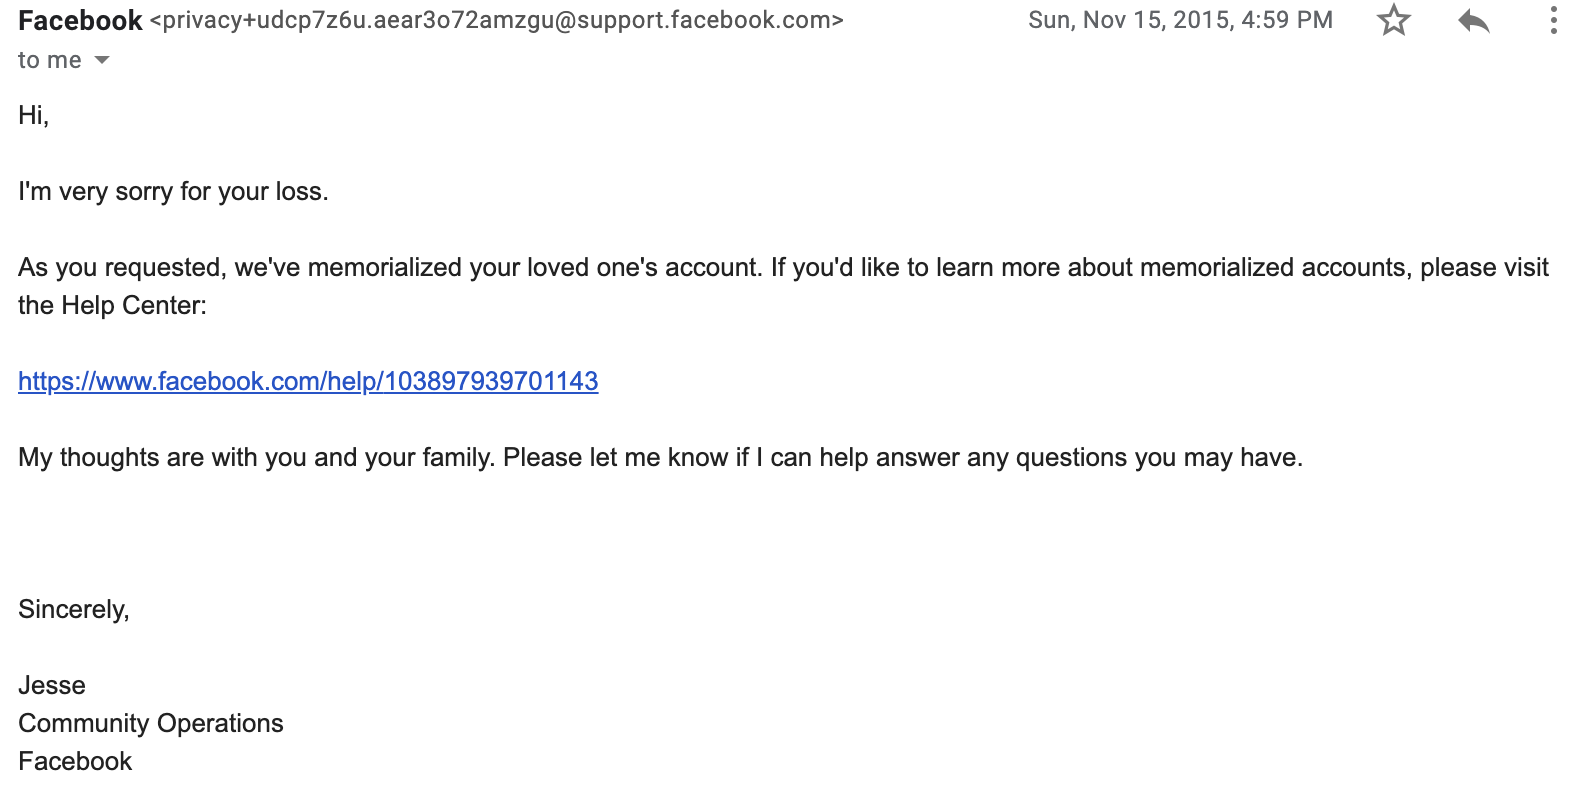 Facebook <privacy+udcp7z6u.aear3o72amzgu@support.facebook.com> Sun, Nov 15, 2015, 4:59 PM
to me
Hi,
I'm very sorry for your loss.
As you requested, we've memorialized your loved one's account. If you'd like to learn more about memorialized accounts, please visit
the Help Center:
https://www.facebook.com/help/103897939701143
My thoughts are with you and your family. Please let me know if I can help answer any questions you may have.
Sincerely,
Jesse
Community Operations
Facebook